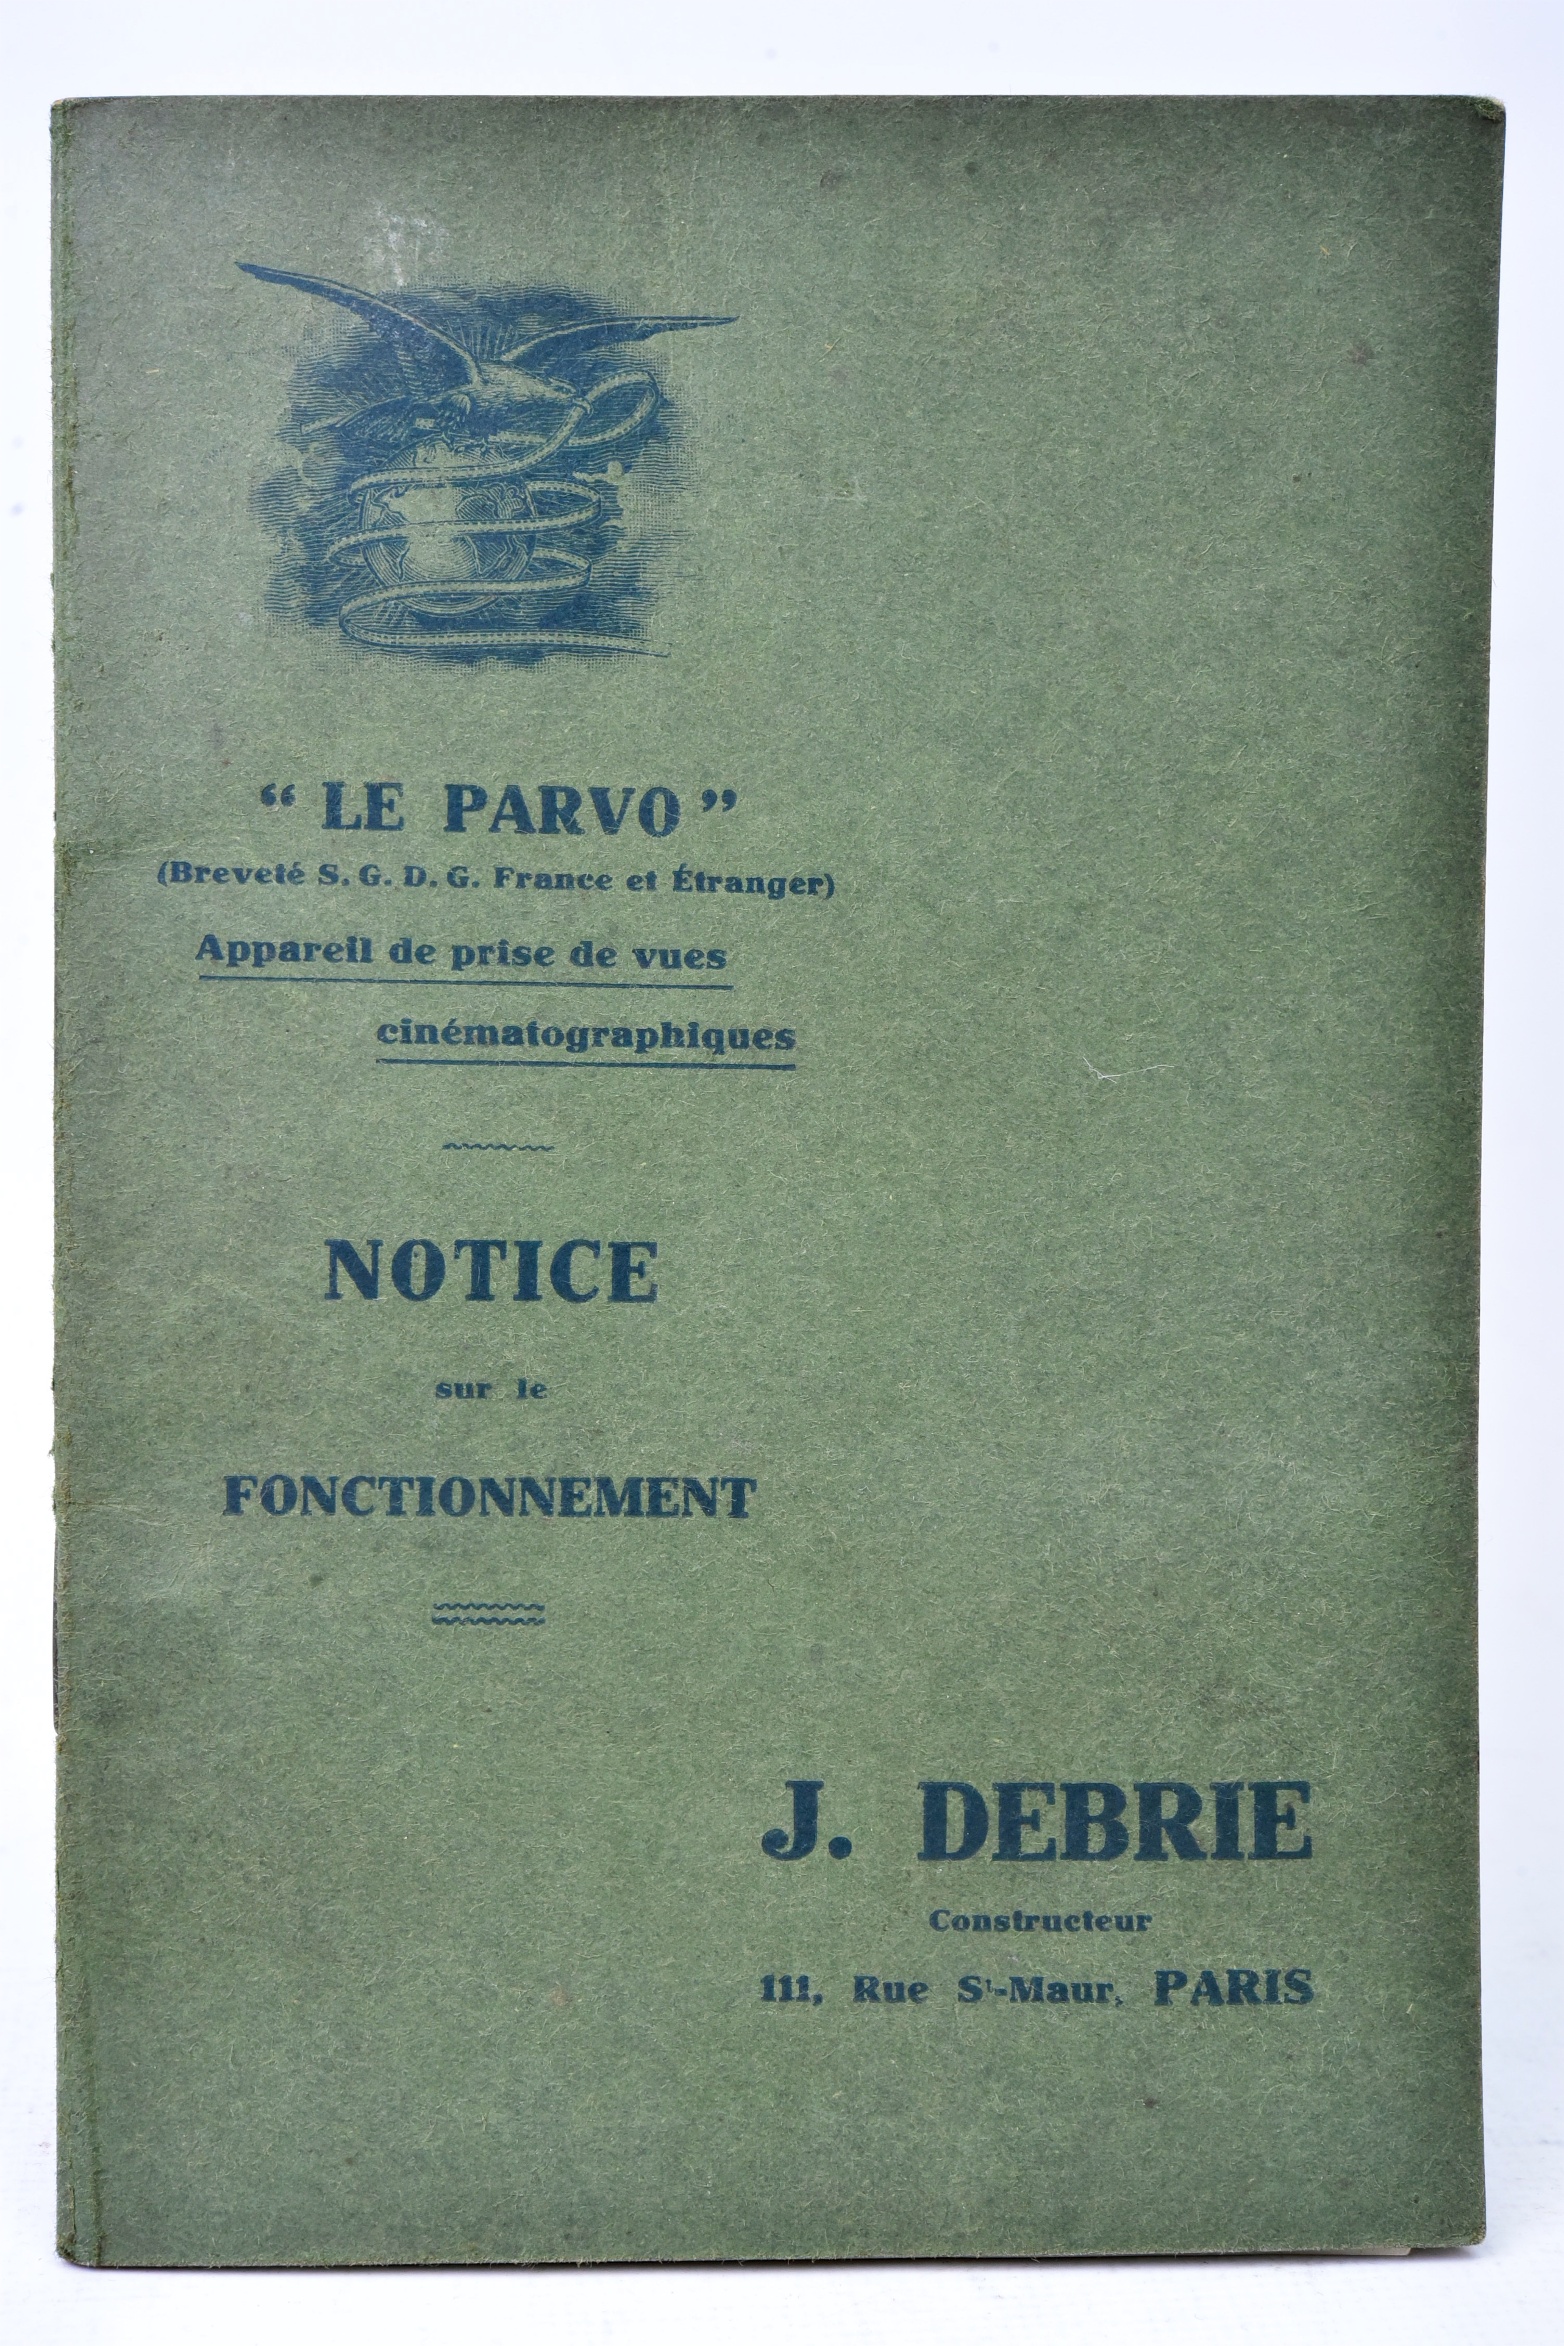 “ LE PARVO ”
(Breveté S. G. D. G. France et Étranger)
Appareil de prise de vues
cinématographiques
NOTICE
sur le
FONCTIONNEMENT
J. DEBRIE
Constructeur
111, Rue Sᵗ-Maur, PARIS